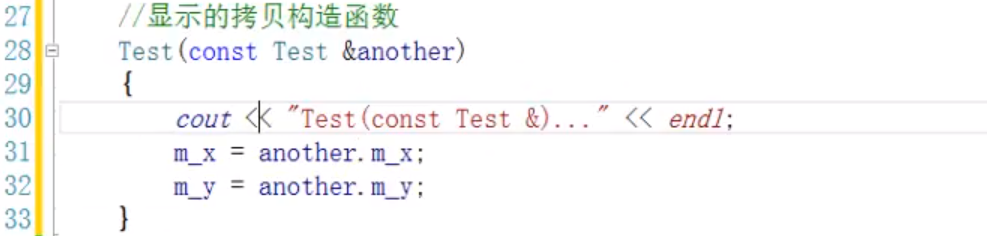 27 //显示的拷贝构造函数
28 Test(const Test &another)
29 {
30 cout << "Test(const Test &)..." << endl;
31 m_x = another.m_x;
32 m_y = another.m_y;
33 }